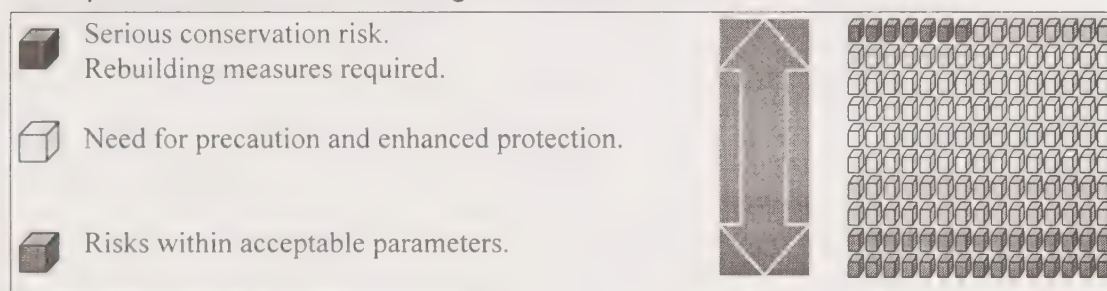 Serious conservation risk.
Rebuilding measures required.
Need for precaution and enhanced protection.
Risks within acceptable parameters.